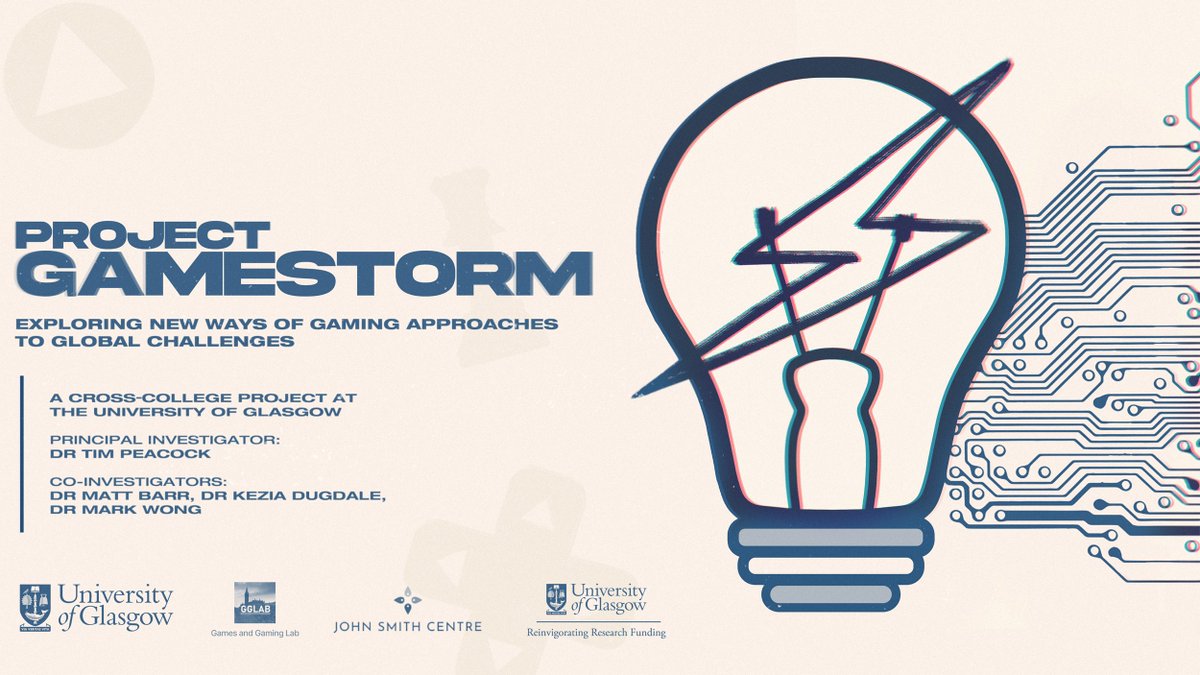 PROJECT
GAMESTORM
EXPLORING NEW WAYS OF GAMING APPROACHES
TO GLOBAL CHALLENGES
A CROSS-COLLEGE PROJECT AT
THE UNIVERSITY OF GLASGOW
PRINCIPAL INVESTIGATOR:
DR TIM PEACOCK
CO-INVESTIGATORS:
DR MATT BARR, DR KEZIA DUGDALE,
DR MARK WONG
University
of Glasgow
GGLAB
Games and Gaming Lab
JOHN SMITH CENTRE
University
of Glasgow
Reinvigorating Research Funding